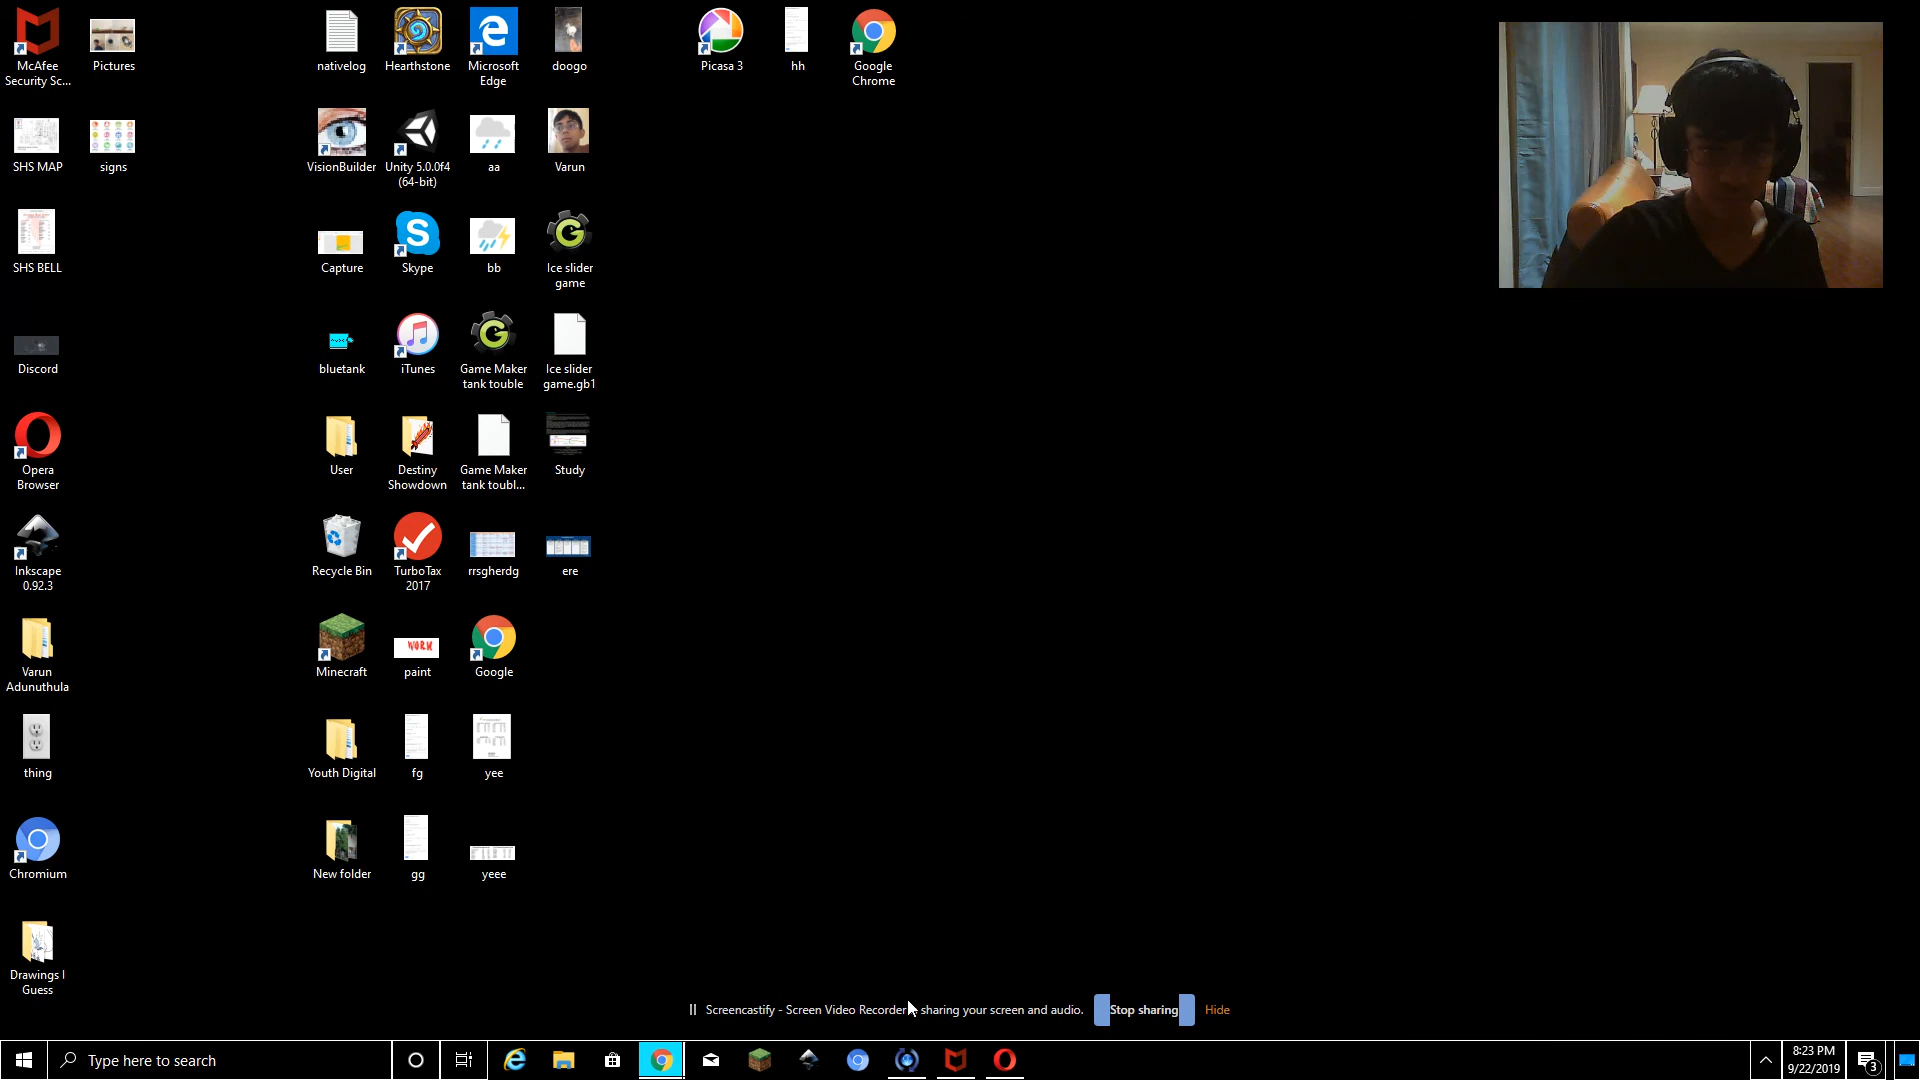 McAfee
Security Sc...
Pictures
nativelog
Hearthstone
Microsoft
Edge
doogo
Picasa 3
hh
Google
Chrome
SHS MAP
signs
VisionBuilder
Unity 5.0.0f4
(64-bit)
aa
Varun
SHS BELL
Capture
Skype
bb
Ice slider
game
Discord
bluetank
iTunes
Game Maker
tank touble
Ice slider
game.gb1
Opera
Browser
User
Destiny
Showdown
Game Maker
tank toubl...
Study
Inkscape
0.92.3
Recycle Bin
TurboTax
2017
rrsgherdg
ere
Varun
Adunuthula
Minecraft
WORK
paint
Google
thing
Youth Digital
fg
yee
Chromium
New folder
gg
yeee
Drawings I
Guess
Screencastify - Screen Video Recorder sharing your screen and audio.
Stop sharing
Hide
Type here to search
8:23 PM
9/22/2019
3